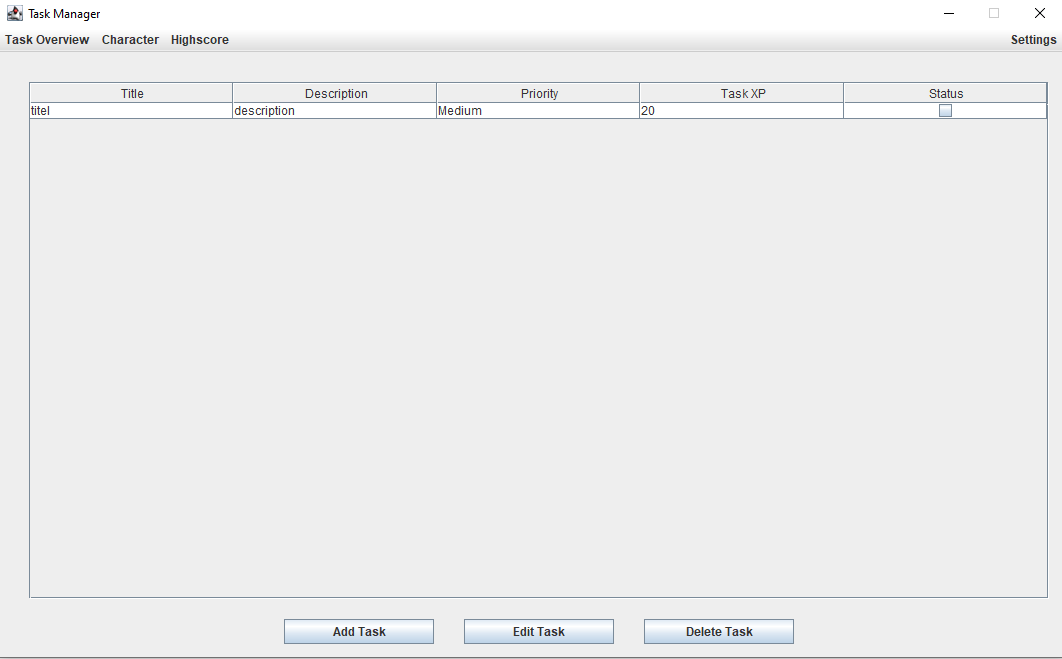 Task Manager
Task Overview Character Highscore Settings
Title Description Priority Task XP Status
titel description Medium 20
Add Task Edit Task Delete Task